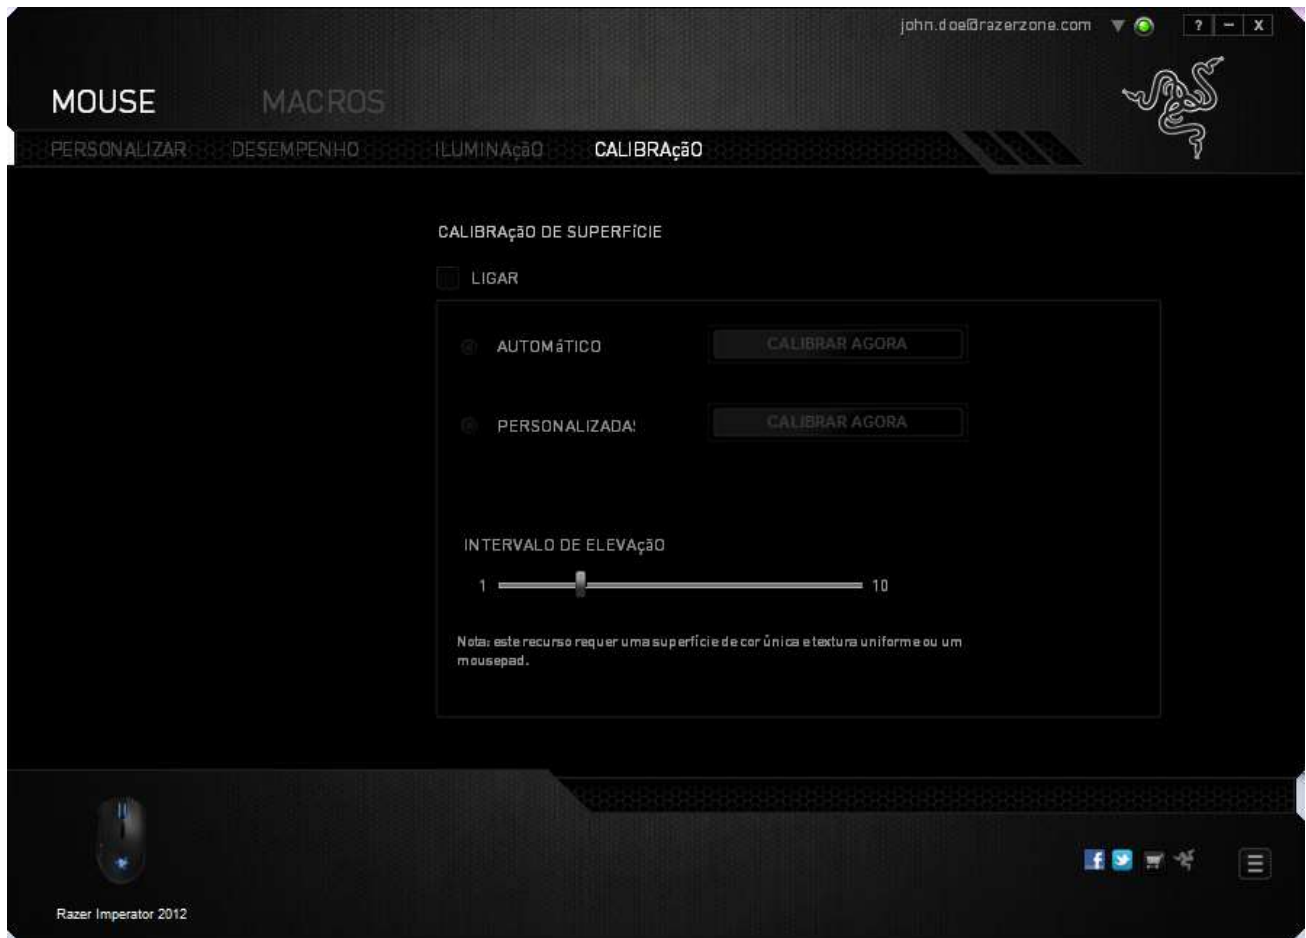 john.doe@razerzone.com
? – X
MOUSE MACROS
PERSONALIZAR DESEMPENHO ILUMINAção CALIBRAção
CALIBRAção DE SUPERFíCIE
LIGAR
AUTOMáTICO CALIBRAR AGORA
PERSONALIZADAS CALIBRAR AGORA
INTERVALO DE ELEVAção
1 10
Nota: este recurso requer uma superfície de cor única e textura uniforme ou um
mousepad.
Razer Imperator 2012